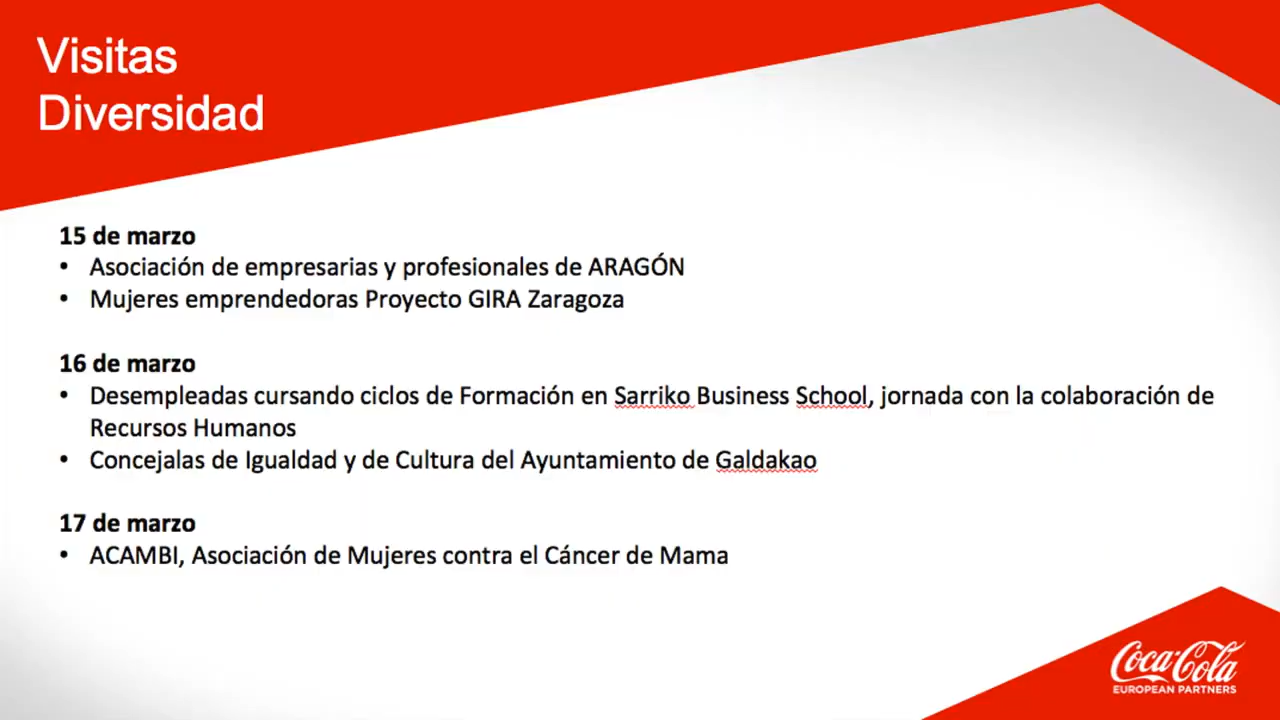 Visitas
Diversidad
15 de marzo
• Asociación de empresarias y profesionales de ARAGÓN
• Mujeres emprendedoras Proyecto GIRA Zaragoza
16 de marzo
• Desempleadas cursando ciclos de Formación en Sarriko Business School, jornada con la colaboración de
Recursos Humanos
• Concejalas de Igualdad y de Cultura del Ayuntamiento de Galdakao
17 de marzo
• ACAMBI, Asociación de Mujeres contra el Cáncer de Mama
Coca-Cola
EUROPEAN PARTNERS